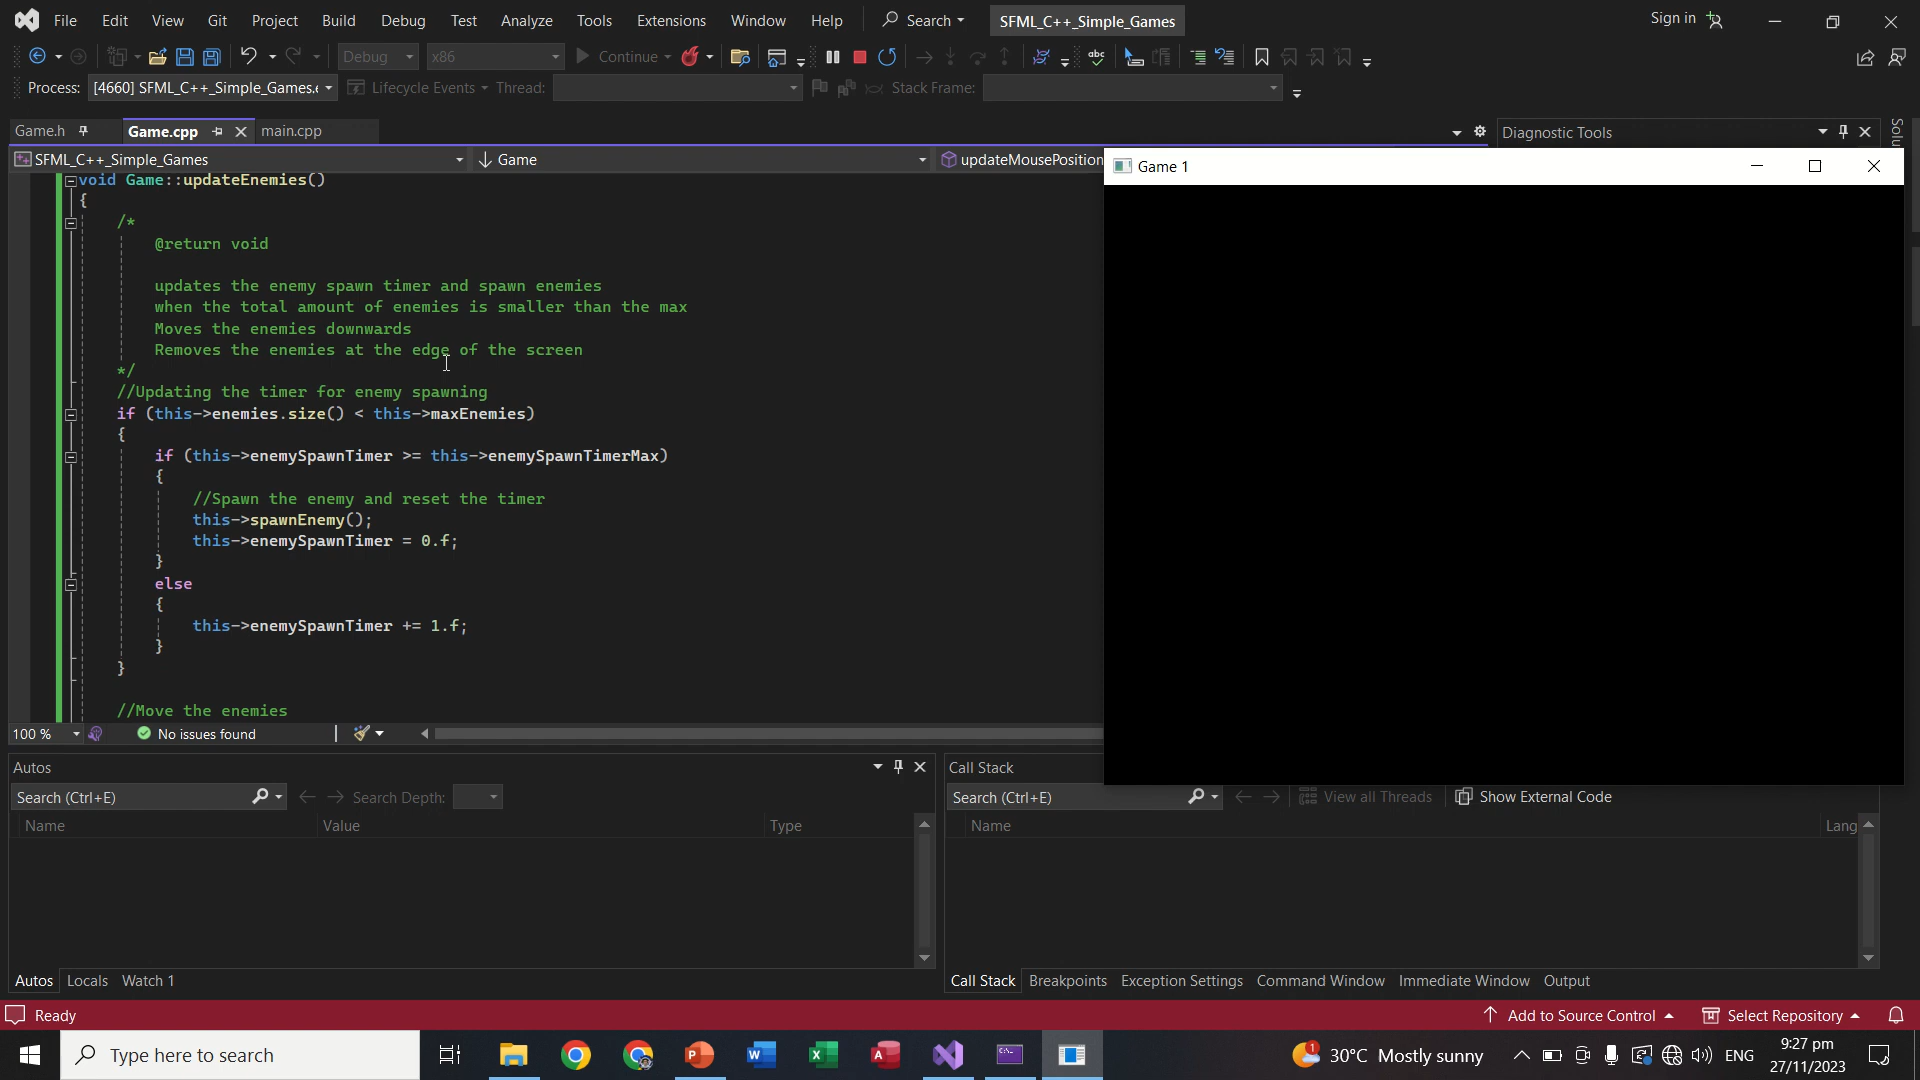 File Edit View Git Project Build Debug Test Analyze Tools Extensions Window Help Search SFML_C++_Simple_Games Sign in
Debug x86 Continue
Process: [4660] SFML_C++_Simple_Games.e Lifecycle Events Thread: Stack Frame:
Game.h Game.cpp main.cpp Diagnostic Tools
SFML_C++_Simple_Games Game updateMousePosition
Game 1
void Game::updateEnemies()
{
/*
@return void
updates the enemy spawn timer and spawn enemies
when the total amount of enemies is smaller than the max
Moves the enemies downwards
Removes the enemies at the edge of the screen
*/
//Updating the timer for enemy spawning
if (this->enemies.size() < this->maxEnemies)
{
if (this->enemySpawnTimer >= this->enemySpawnTimerMax)
{
//Spawn the enemy and reset the timer
this->spawnEnemy();
this->enemySpawnTimer = 0.f;
}
else
{
this->enemySpawnTimer += 1.f;
}
}
//Move the enemies
100 % No issues found
Autos
Search (Ctrl+E) Search Depth:
Name Value Type
Autos Locals Watch 1
Call Stack
Search (Ctrl+E) View all Threads Show External Code
Name Lang
Call Stack Breakpoints Exception Settings Command Window Immediate Window Output
Ready Add to Source Control Select Repository
Type here to search 30°C Mostly sunny ENG 9:27 pm
27/11/2023